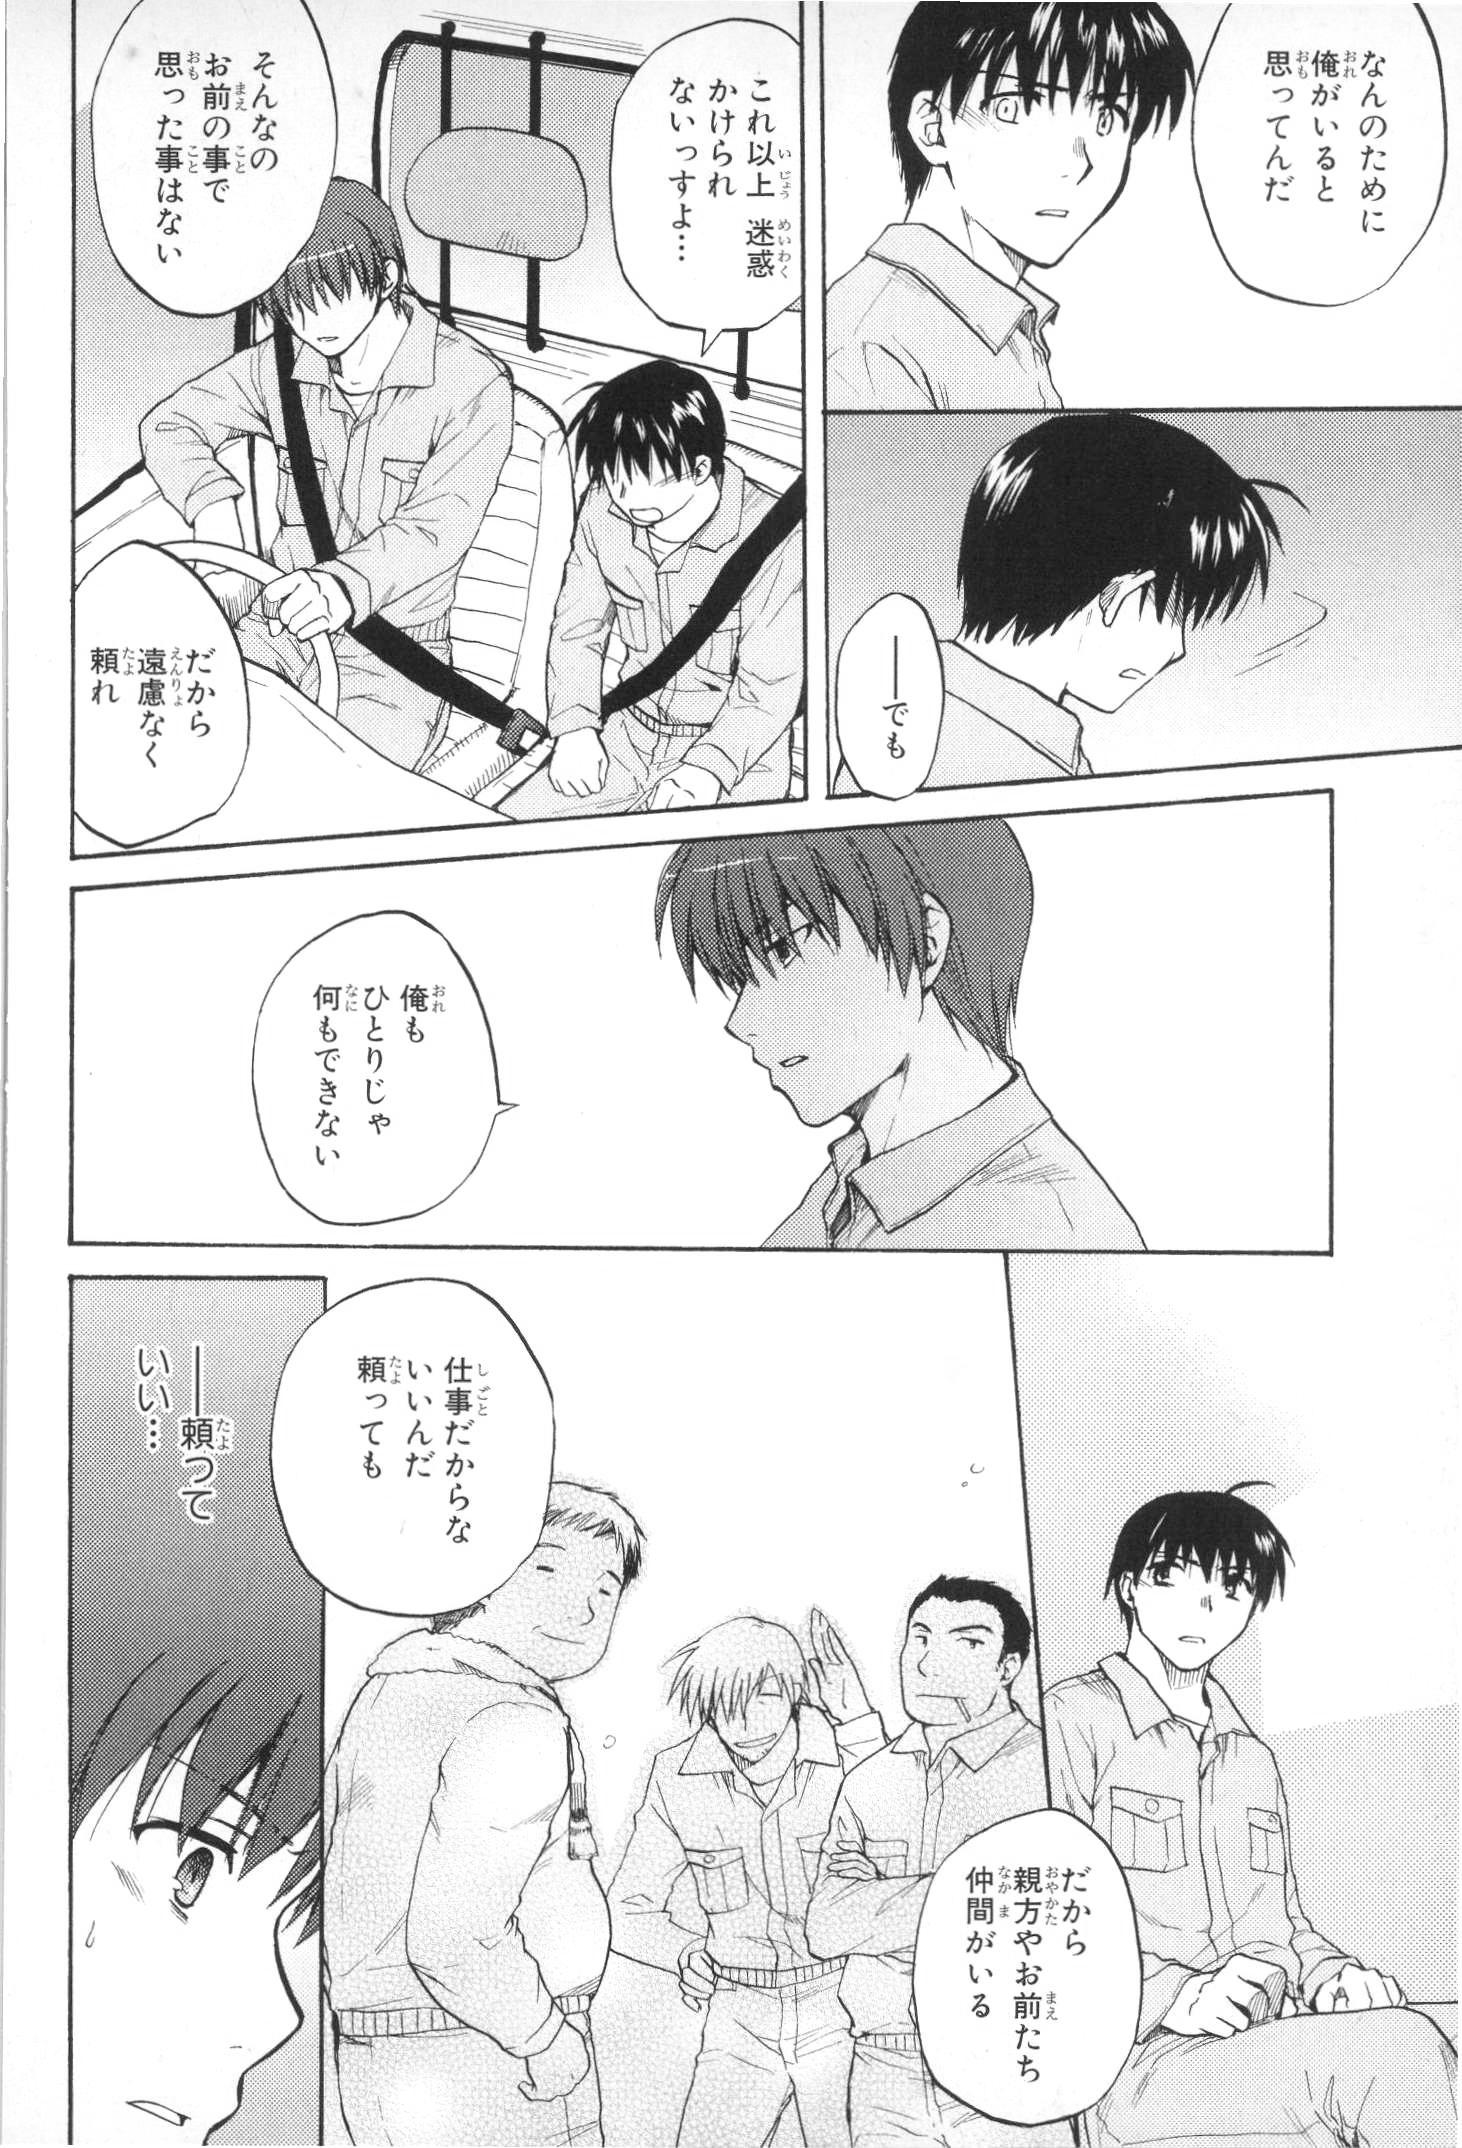 なんのために
俺がいると
思ってんだ
──でも
これ以上 迷惑
かけられ
ないっすよ…
そんなの
お前の事で
思った事はない
だから
遠慮なく
頼れ
俺も
ひとりじゃ
何もできない
だから
親方やお前たち
仲間がいる
仕事だからな
いいんだ
頼っても
──頼って
いい…